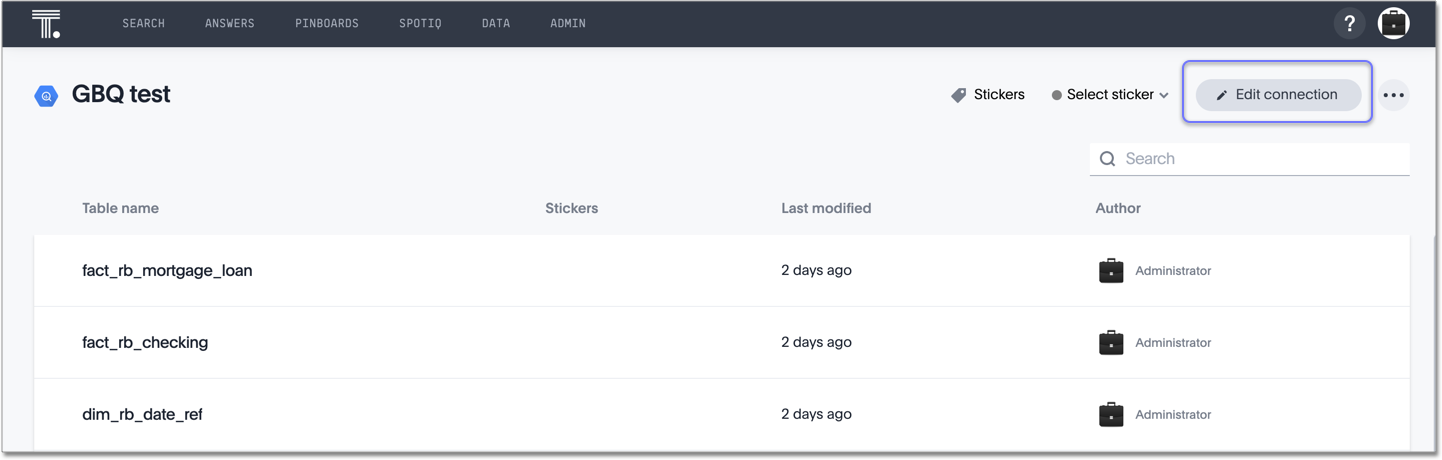 SEARCH ANSWERS PINBOARDS SPOTIQ DATA ADMIN ?
GBQ test Stickers Select sticker Edit connection
Search
Table name Stickers Last modified Author
fact_rb_mortgage_loan 2 days ago Administrator
fact_rb_checking 2 days ago Administrator
dim_rb_date_ref 2 days ago Administrator